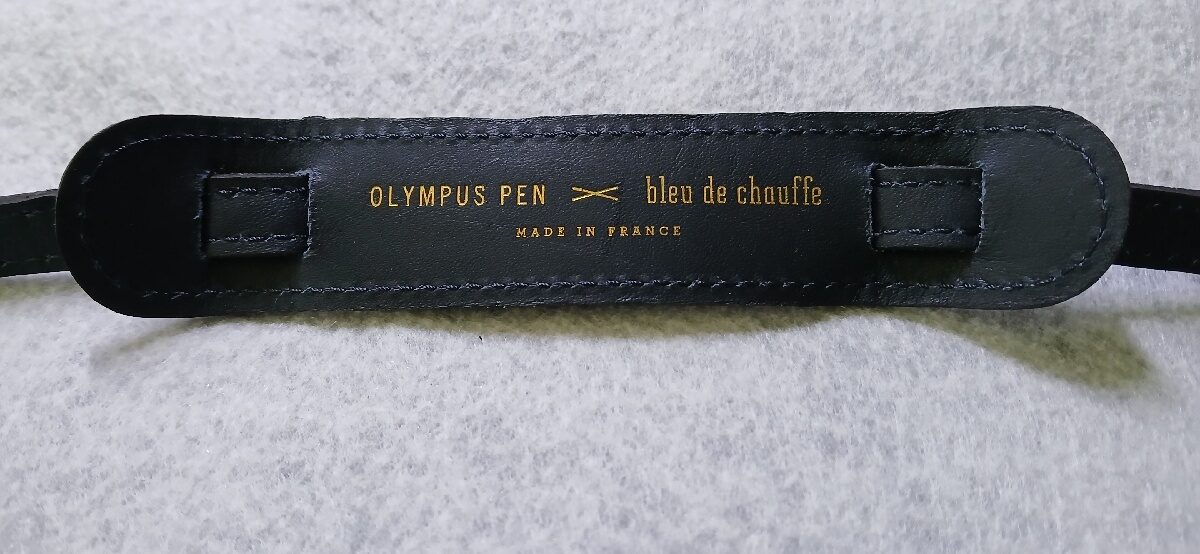 OLYMPUS PEN × bleu de chauffe
MADE IN FRANCE